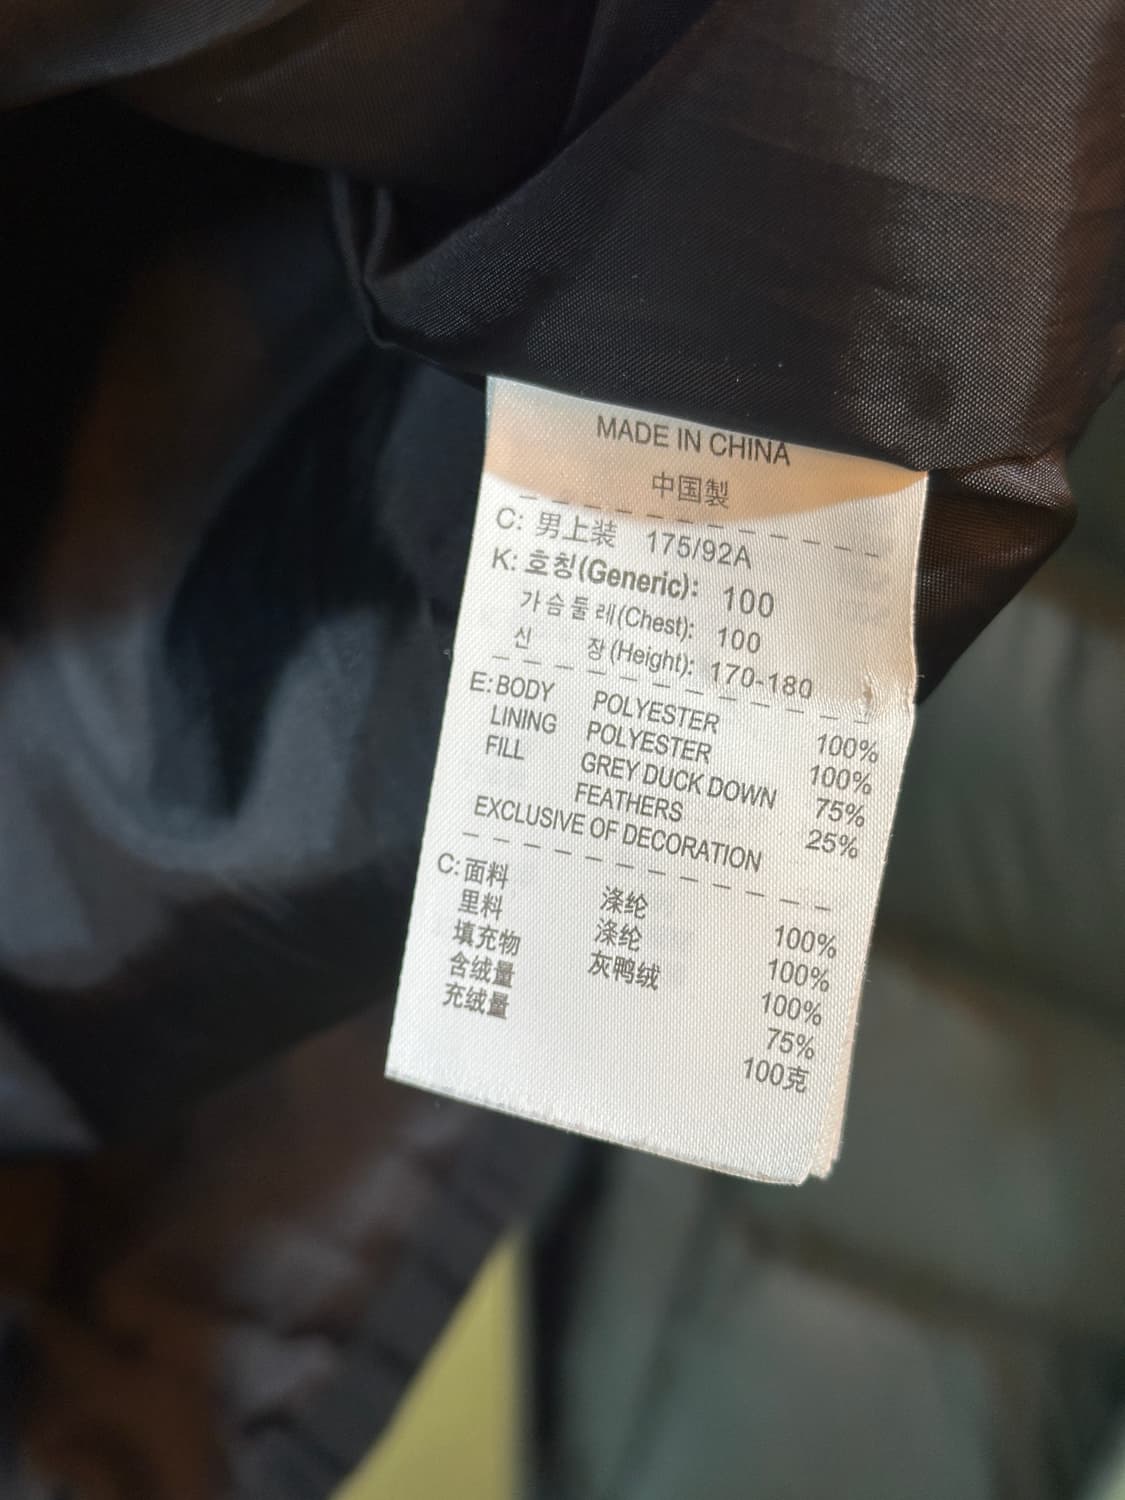 MADE IN CHINA
中国製
C: 男上装 175/92A
K: 호칭(Generic): 100
가슴둘레(Chest): 100
신 장(Height): 170-180
E: BODY POLYESTER 100%
LINING POLYESTER 100%
FILL GREY DUCK DOWN 75%
FEATHERS 25%
EXCLUSIVE OF DECORATION
C: 面料 涤纶 100%
里料 涤纶 100%
填充物 灰鸭绒 100%
含绒量 75%
充绒量 100克